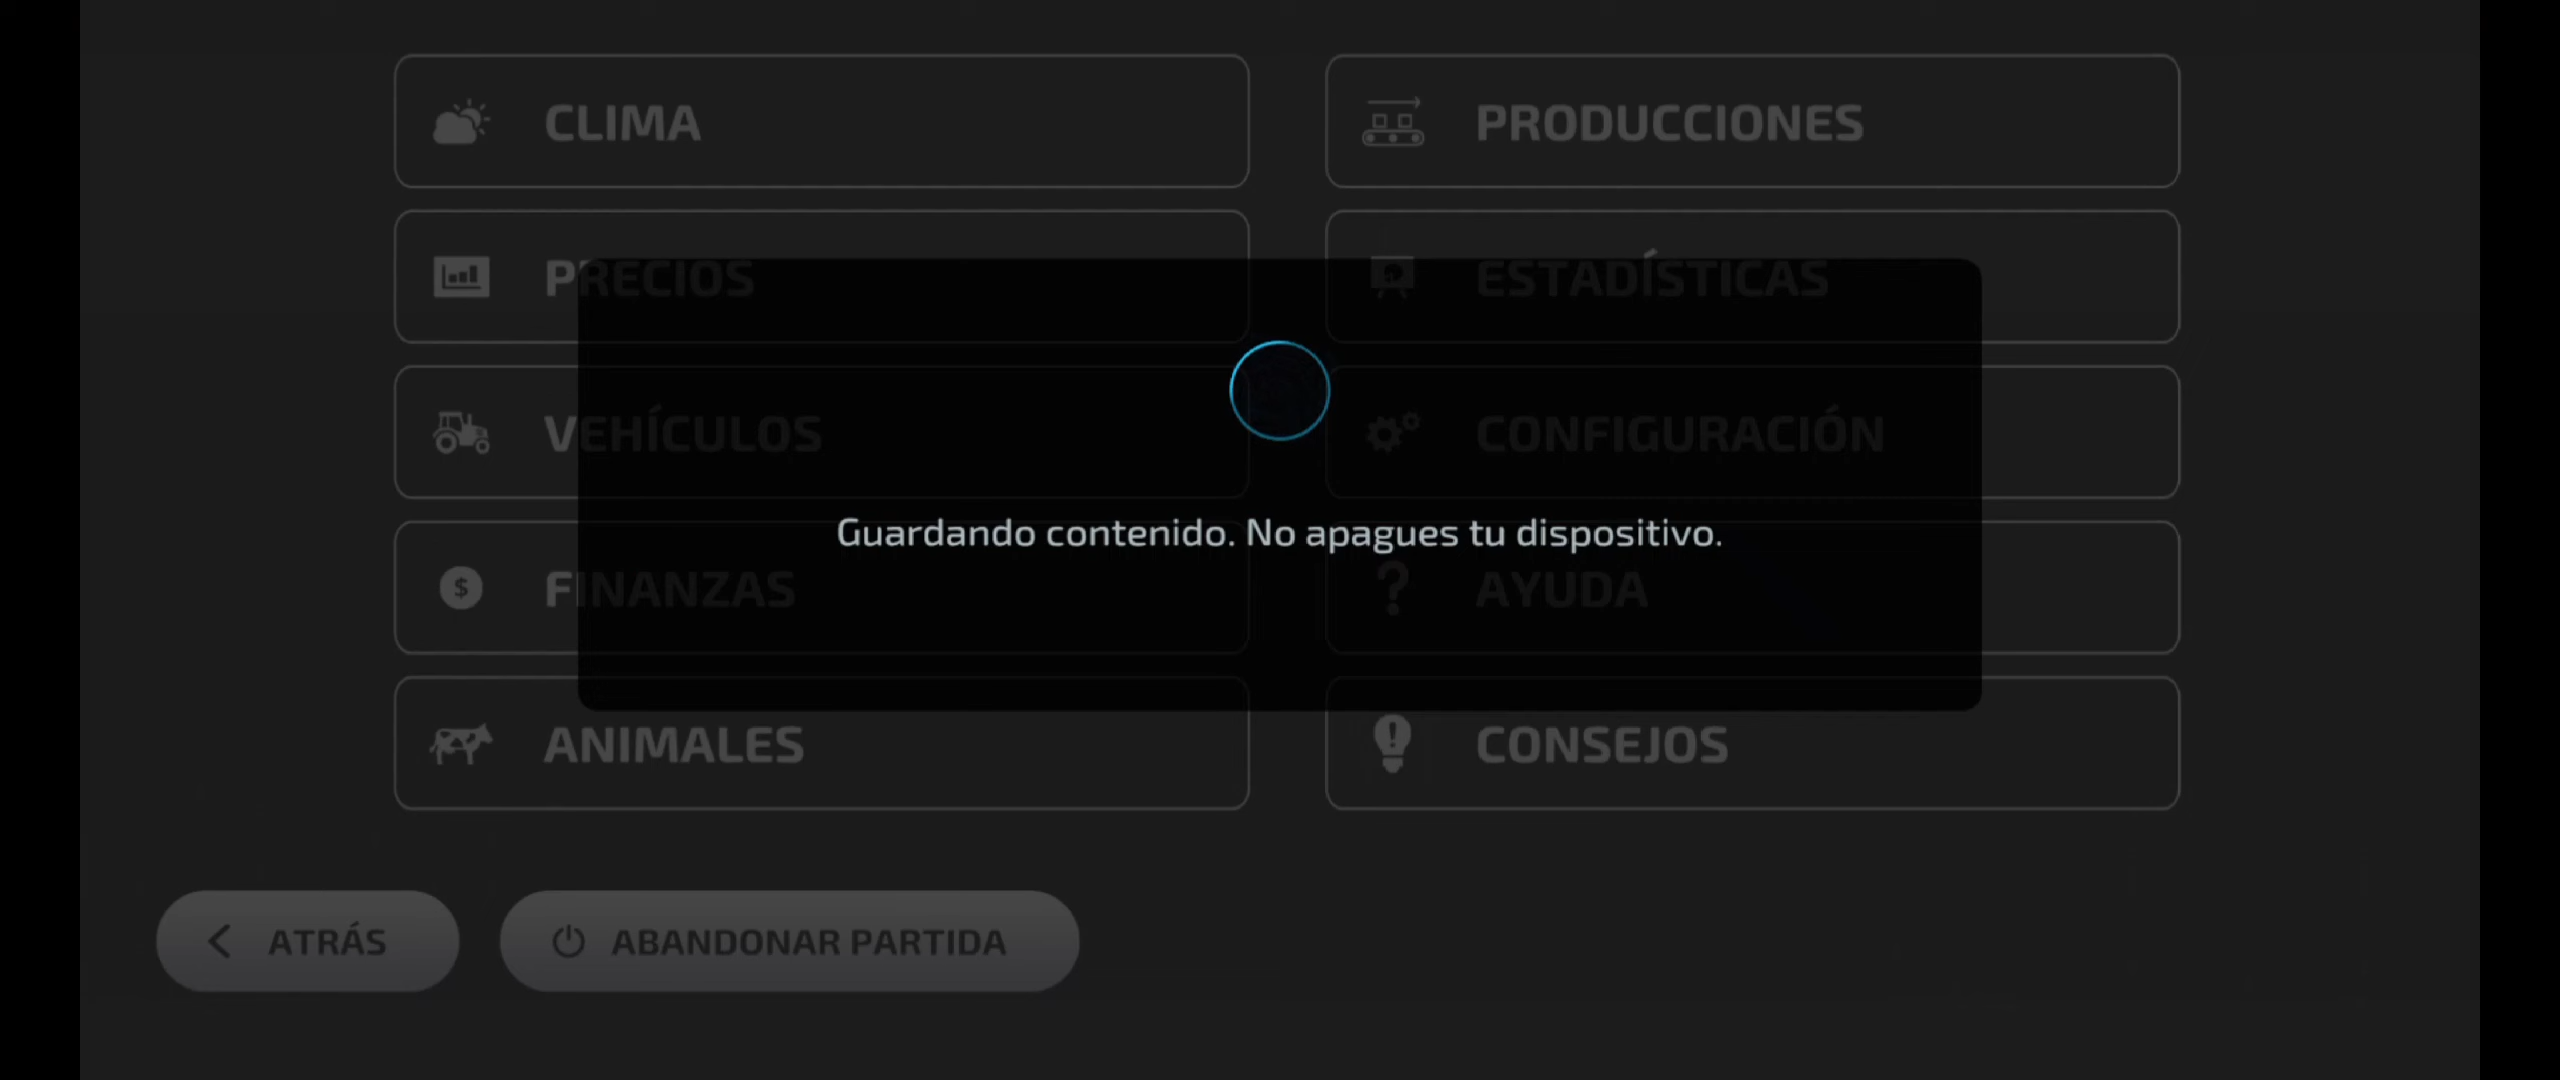 CLIMA
PRODUCCIONES
PRECIOS
ESTADÍSTICAS
VEHÍCULOS
CONFIGURACIÓN
Guardando contenido. No apagues tu dispositivo.
FINANZAS
AYUDA
ANIMALES
CONSEJOS
ATRÁS
ABANDONAR PARTIDA